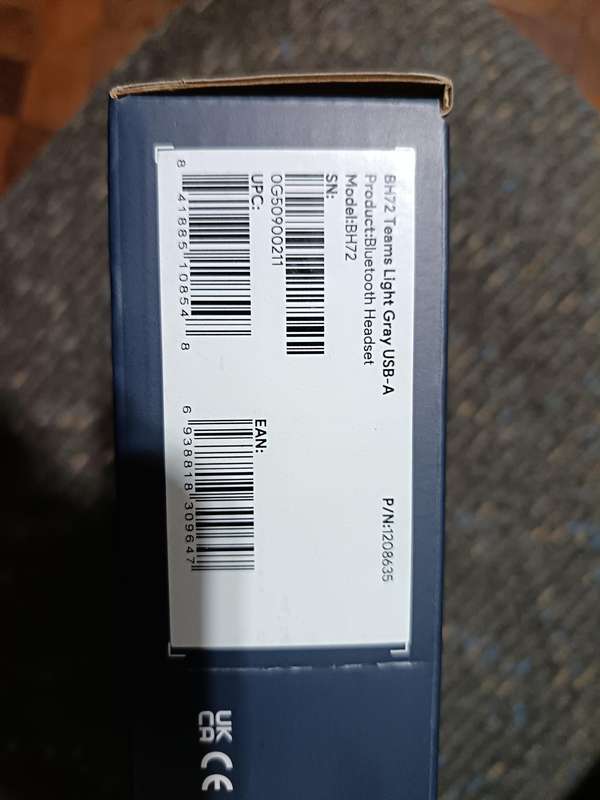 BH72 Teams Light Gray USB-A
P/N:1208635
Product:Bluetooth Headset
Model:BH72
SN:
0G50900211
UPC:
8 41885 10854 8
EAN:
6 938818 309647
UK
CA
CE